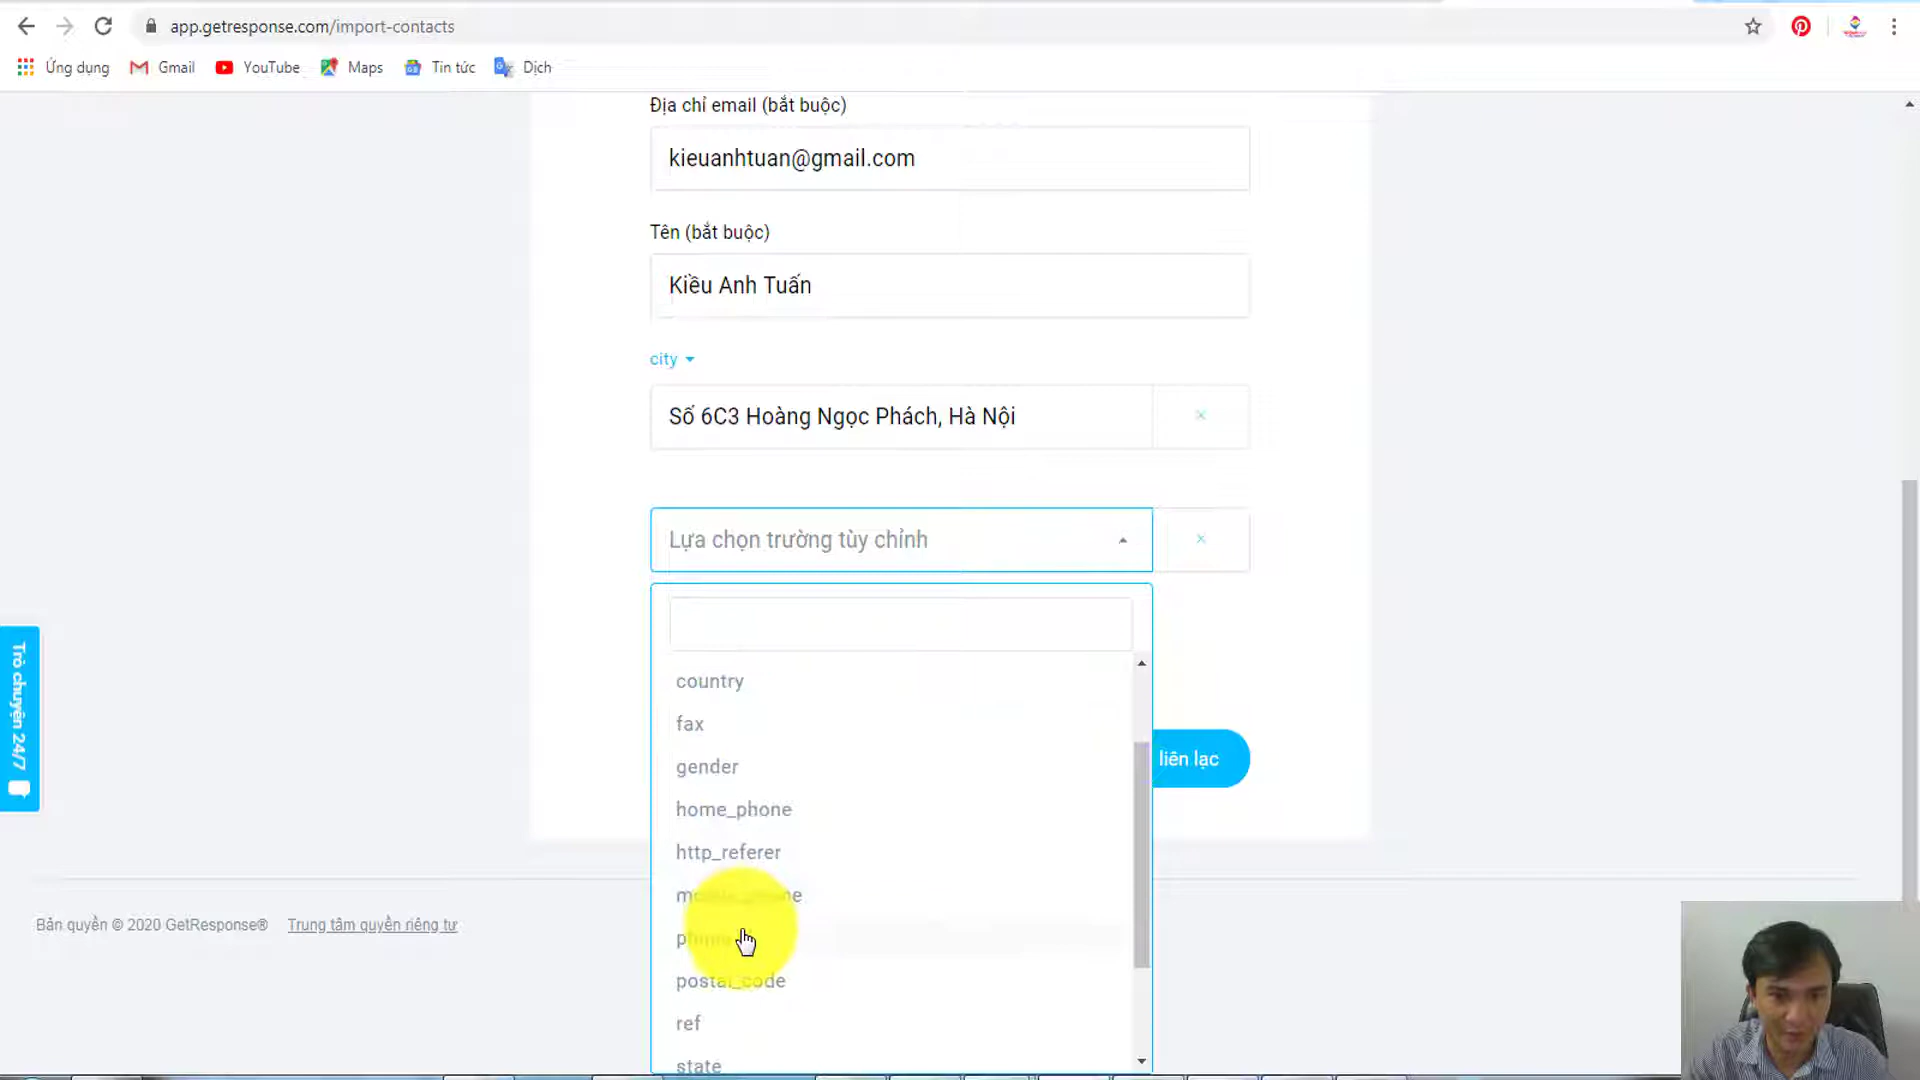 app.getresponse.com/import-contacts
Ứng dụng Gmail YouTube Maps Tin tức Dịch
Địa chỉ email (bắt buộc)
kieuanhtuan@gmail.com
Tên (bắt buộc)
Kiều Anh Tuấn
city
Số 6C3 Hoàng Ngọc Phách, Hà Nội
Lựa chọn trường tùy chỉnh
country
fax
gender
home_phone
http_referer
mobile_phone
phone
postal_code
ref
state
liên lạc
Trò chuyện 24/7
Bản quyền © 2020 GetResponse® Trung tâm quyền riêng tư